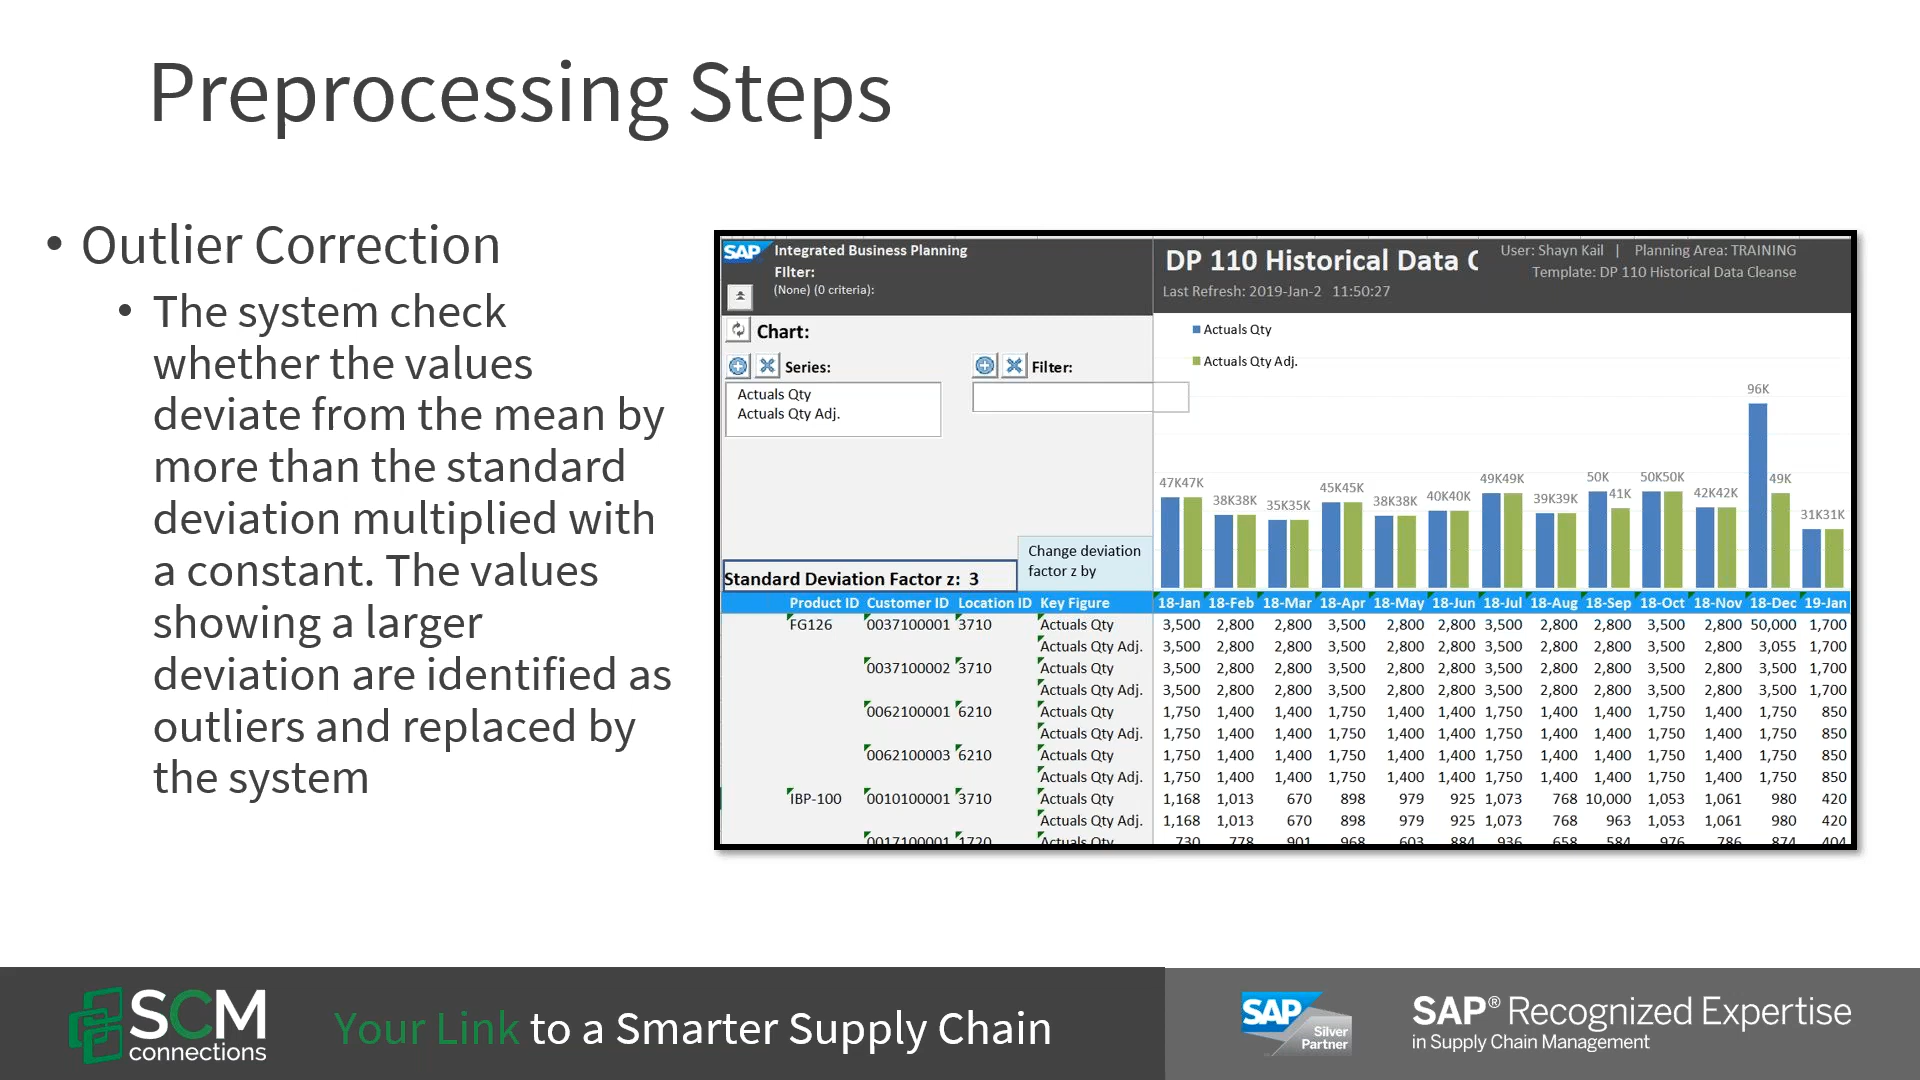 Preprocessing Steps
• Outlier Correction
• The system check
whether the values
deviate from the mean by
more than the standard
deviation multiplied with
a constant. The values
showing a larger
deviation are identified as
outliers and replaced by
the system
SAP Integrated Business Planning
Filter:
(None) (0 criteria):
DP 110 Historical Data C
User: Shayn Kail | Planning Area: TRAINING
Template: DP 110 Historical Data Cleanse
Last Refresh: 2019-Jan-2 11:50:27
Chart:
Series:
Filter:
Actuals Qty
Actuals Qty Adj.
Standard Deviation Factor z: 3
Change deviation
factor z by
Actuals Qty
Actuals Qty Adj.
47K47K 38K38K 35K35K 45K45K 38K38K 40K40K 49K49K 39K39K 50K 41K 50K50K 42K42K 96K 49K 31K31K
Product ID Customer ID Location ID Key Figure 18-Jan 18-Feb 18-Mar 18-Apr 18-May 18-Jun 18-Jul 18-Aug 18-Sep 18-Oct 18-Nov 18-Dec 19-Jan
FG126 0037100001 3710 Actuals Qty 3,500 2,800 2,800 3,500 2,800 2,800 3,500 2,800 2,800 3,500 2,800 50,000 1,700
Actuals Qty Adj. 3,500 2,800 2,800 3,500 2,800 2,800 3,500 2,800 2,800 3,500 2,800 3,055 1,700
0037100002 3710 Actuals Qty 3,500 2,800 2,800 3,500 2,800 2,800 3,500 2,800 2,800 3,500 2,800 3,500 1,700
Actuals Qty Adj. 3,500 2,800 2,800 3,500 2,800 2,800 3,500 2,800 2,800 3,500 2,800 3,500 1,700
0062100001 6210 Actuals Qty 1,750 1,400 1,400 1,750 1,400 1,400 1,750 1,400 1,400 1,750 1,400 1,750 850
Actuals Qty Adj. 1,750 1,400 1,400 1,750 1,400 1,400 1,750 1,400 1,400 1,750 1,400 1,750 850
0062100003 6210 Actuals Qty 1,750 1,400 1,400 1,750 1,400 1,400 1,750 1,400 1,400 1,750 1,400 1,750 850
Actuals Qty Adj. 1,750 1,400 1,400 1,750 1,400 1,400 1,750 1,400 1,400 1,750 1,400 1,750 850
IBP-100 0010100001 3710 Actuals Qty 1,168 1,013 670 898 979 925 1,073 768 10,000 1,053 1,061 980 420
Actuals Qty Adj. 1,168 1,013 670 898 979 925 1,073 768 963 1,053 1,061 980 420
0017100001 1720 Actuals Qty 730 778 901 968 603 884 936 658 584 976 786 874 404
SCM
connections
Your Link to a Smarter Supply Chain
SAP Silver
Partner
SAP® Recognized Expertise
in Supply Chain Management